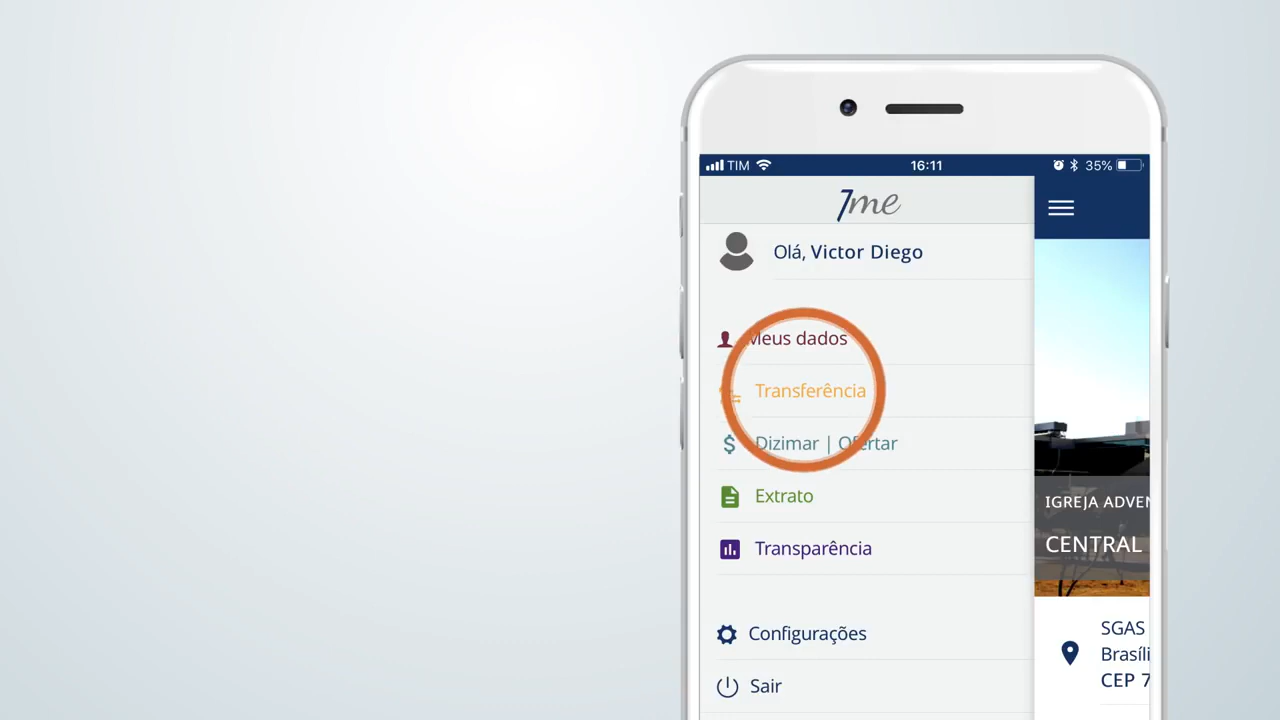 TIM 16:11 35%
7me
Olá, Victor Diego
Meus dados
Transferência
Dizimar | Ofertar
Extrato
Transparência
Configurações
Sair
IGREJA ADVEN
CENTRAL
SGAS
Brasíli
CEP 7